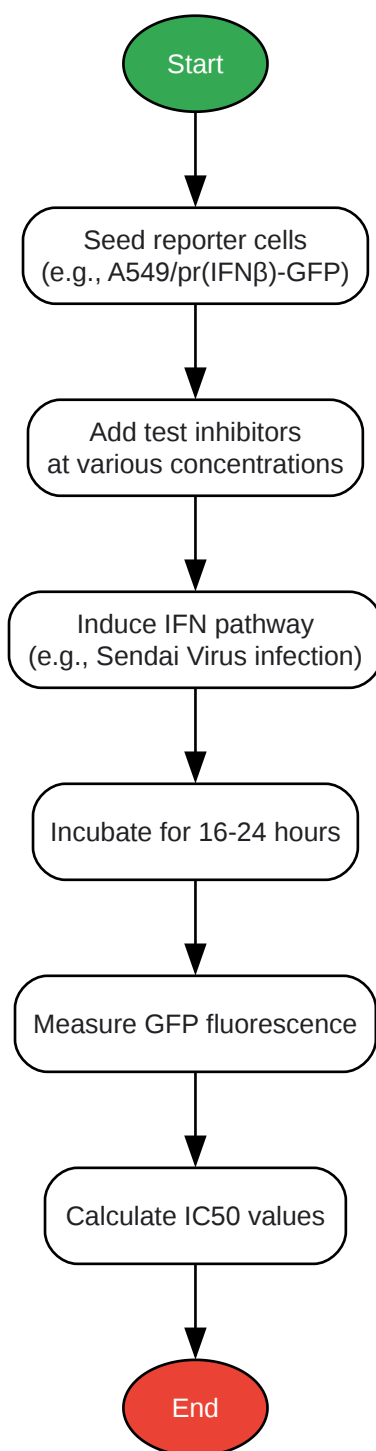 Start
Seed reporter cells
(e.g., A549/pr(IFNβ)-GFP)
Add test inhibitors
at various concentrations
Induce IFN pathway
(e.g., Sendai Virus infection)
Incubate for 16-24 hours
Measure GFP fluorescence
Calculate IC50 values
End